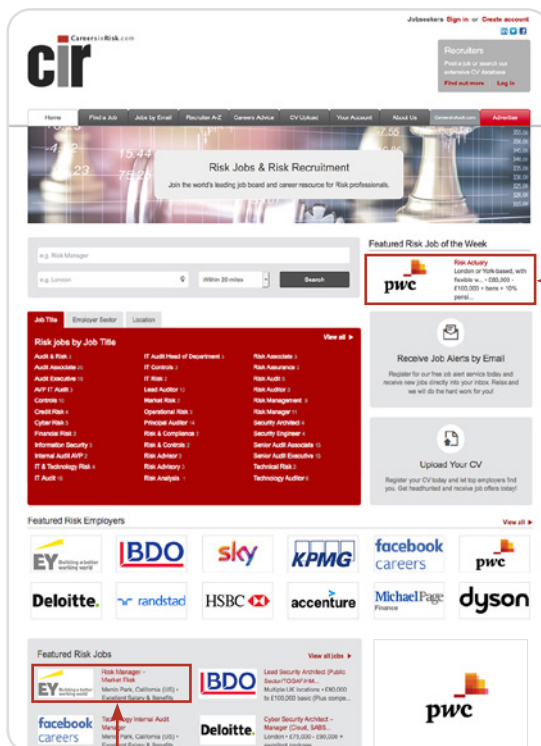 Jobseekers Sign in or Create account
CareersinRisk.com
cir
Recruiters
Post a job or search our
extensive CV database
Find out more Log in
Home Find a Job Jobs by Email Recruiter A-Z Careers Advice CV Upload Your Account About Us CareersinAudit.com Advertise
Risk Jobs & Risk Recruitment
Join the world's leading job board and career resource for Risk professionals.
e.g. Risk Manager
e.g. London Within 20 miles Search
Featured Risk Job of the Week
pwc
Risk Actuary
London or York-based, with
flexible w... • £80,000 -
£100,000 + bens + 10%
pensi...
Job Title Employer Sector Location
Risk jobs by Job Title View all
Audit & Risk
Audit Associate
Audit Executive
AVP IT Audit
Controls
Credit Risk
Cyber Risk
Financial Risk
Information Security
Internal Audit AVP
IT & Technology Risk
IT Audit
IT Audit Head of Department
IT Controls
IT Risk
Lead Auditor
Market Risk
Operational Risk
Principal Auditor
Risk & Compliance
Risk & Controls
Risk Advisor
Risk Advisory
Risk Analysis
Risk Associate
Risk Assurance
Risk Audit
Risk Auditor
Risk Management
Risk Manager
Security Architect
Security Engineer
Senior Audit Associate
Senior Audit Executive
Technical Risk
Technology Auditor
Receive Job Alerts by Email
Register for our free job alert service today and
receive new jobs directly into your inbox. Relax and
we will do the hard work for you!
Upload Your CV
Register your CV today and let top employers find
you. Get headhunted and receive job offers today!
Featured Risk Employers View all
EY Building a better
working world
BDO
sky
KPMG
facebook
careers
pwc
Deloitte.
randstad
HSBC
accenture
Michael Page
Finance
dyson
Featured Risk Jobs View all jobs
EY Building a better
working world
Risk Manager –
Market Risk
Menlo Park, California (US) •
Excellent Salary & Benefits
BDO
Lead Security Architect (Public
Sector/TOGAF/HM...
Multiple UK locations • £60,000
to £100,000 basic (Plus compe...
facebook
careers
Technology Internal Audit
Manager
Menlo Park, California (US) •
Excellent Salary & Benefits
Deloitte.
Cyber Security Architect –
Manager (Cloud, SABS...
London • £75,000 - £90,000 +
excellent package
pwc